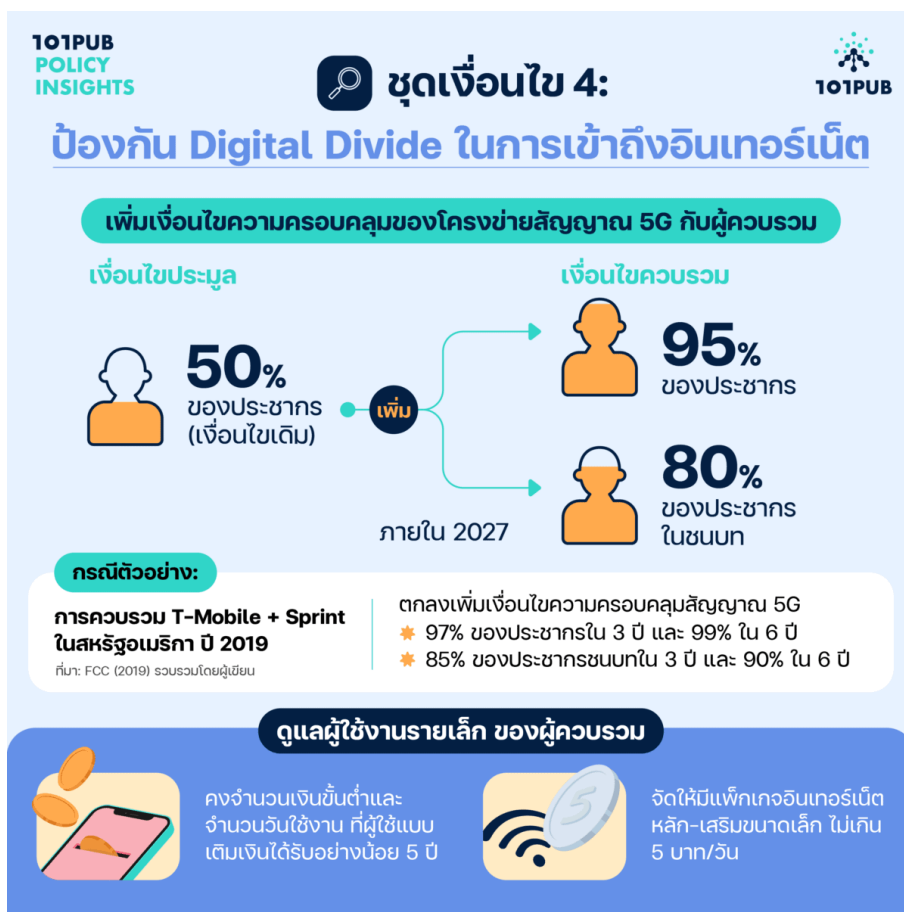 101PUB
POLICY
INSIGHTS
ชุดเงื่อนไข 4:
101PUB
ป้องกัน Digital Divide ในการเข้าถึงอินเทอร์เน็ต
เพิ่มเงื่อนไขความครอบคลุมของโครงข่ายสัญญาณ 5G กับผู้ควบรวม
เงื่อนไขประมูล
50%
ของประชากร
(เงื่อนไขเดิม)
เพิ่ม
เงื่อนไขควบรวม
95%
ของประชากร
80%
ของประชากร
ในชนบท
ภายใน 2027
กรณีตัวอย่าง:
การควบรวม T-Mobile + Sprint
ในสหรัฐอเมริกา ปี 2019
ที่มา: FCC (2019) รวบรวมโดยผู้เขียน
ตกลงเพิ่มเงื่อนไขความครอบคลุมสัญญาณ 5G
97% ของประชากรใน 3 ปี และ 99% ใน 6 ปี
85% ของประชากรชนบทใน 3 ปี และ 90% ใน 6 ปี
ดูแลผู้ใช้งานรายเล็ก ของผู้ควบรวม
คงจำนวนเงินขั้นต่ำและ
จำนวนวันใช้งาน ที่ผู้ใช้แบบ
เติมเงินได้รับอย่างน้อย 5 ปี
5
จัดให้มีแพ็กเกจอินเทอร์เน็ต
หลัก-เสริมขนาดเล็ก ไม่เกิน
5 บาท/วัน